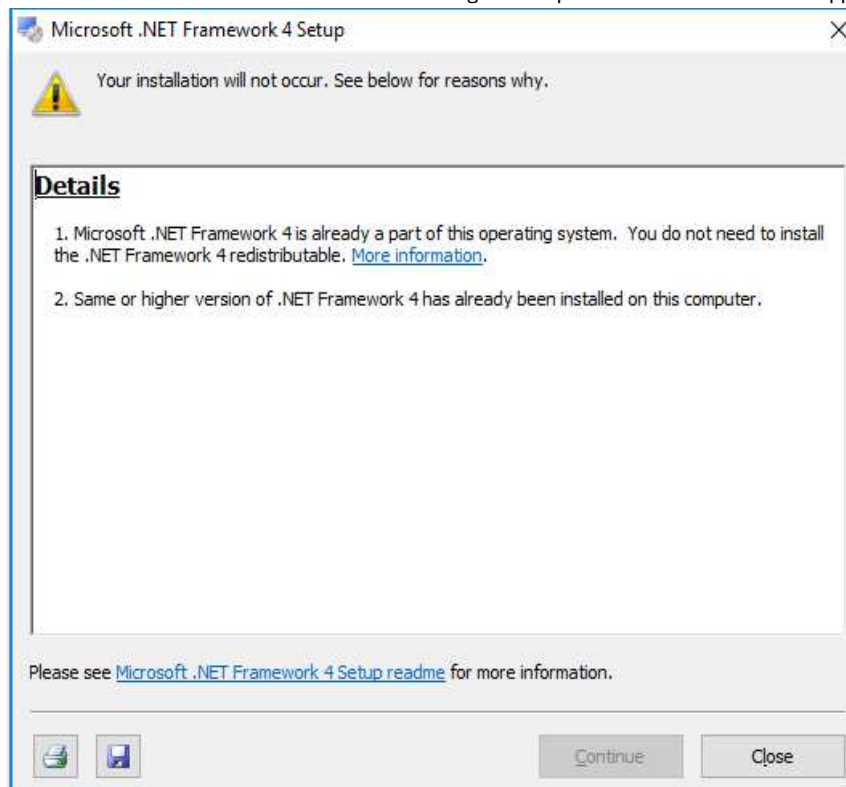 Microsoft .NET Framework 4 Setup
Your installation will not occur. See below for reasons why.
Details
1. Microsoft .NET Framework 4 is already a part of this operating system. You do not need to install
the .NET Framework 4 redistributable. More information.
2. Same or higher version of .NET Framework 4 has already been installed on this computer.
Please see Microsoft .NET Framework 4 Setup readme for more information.
Continue
Close